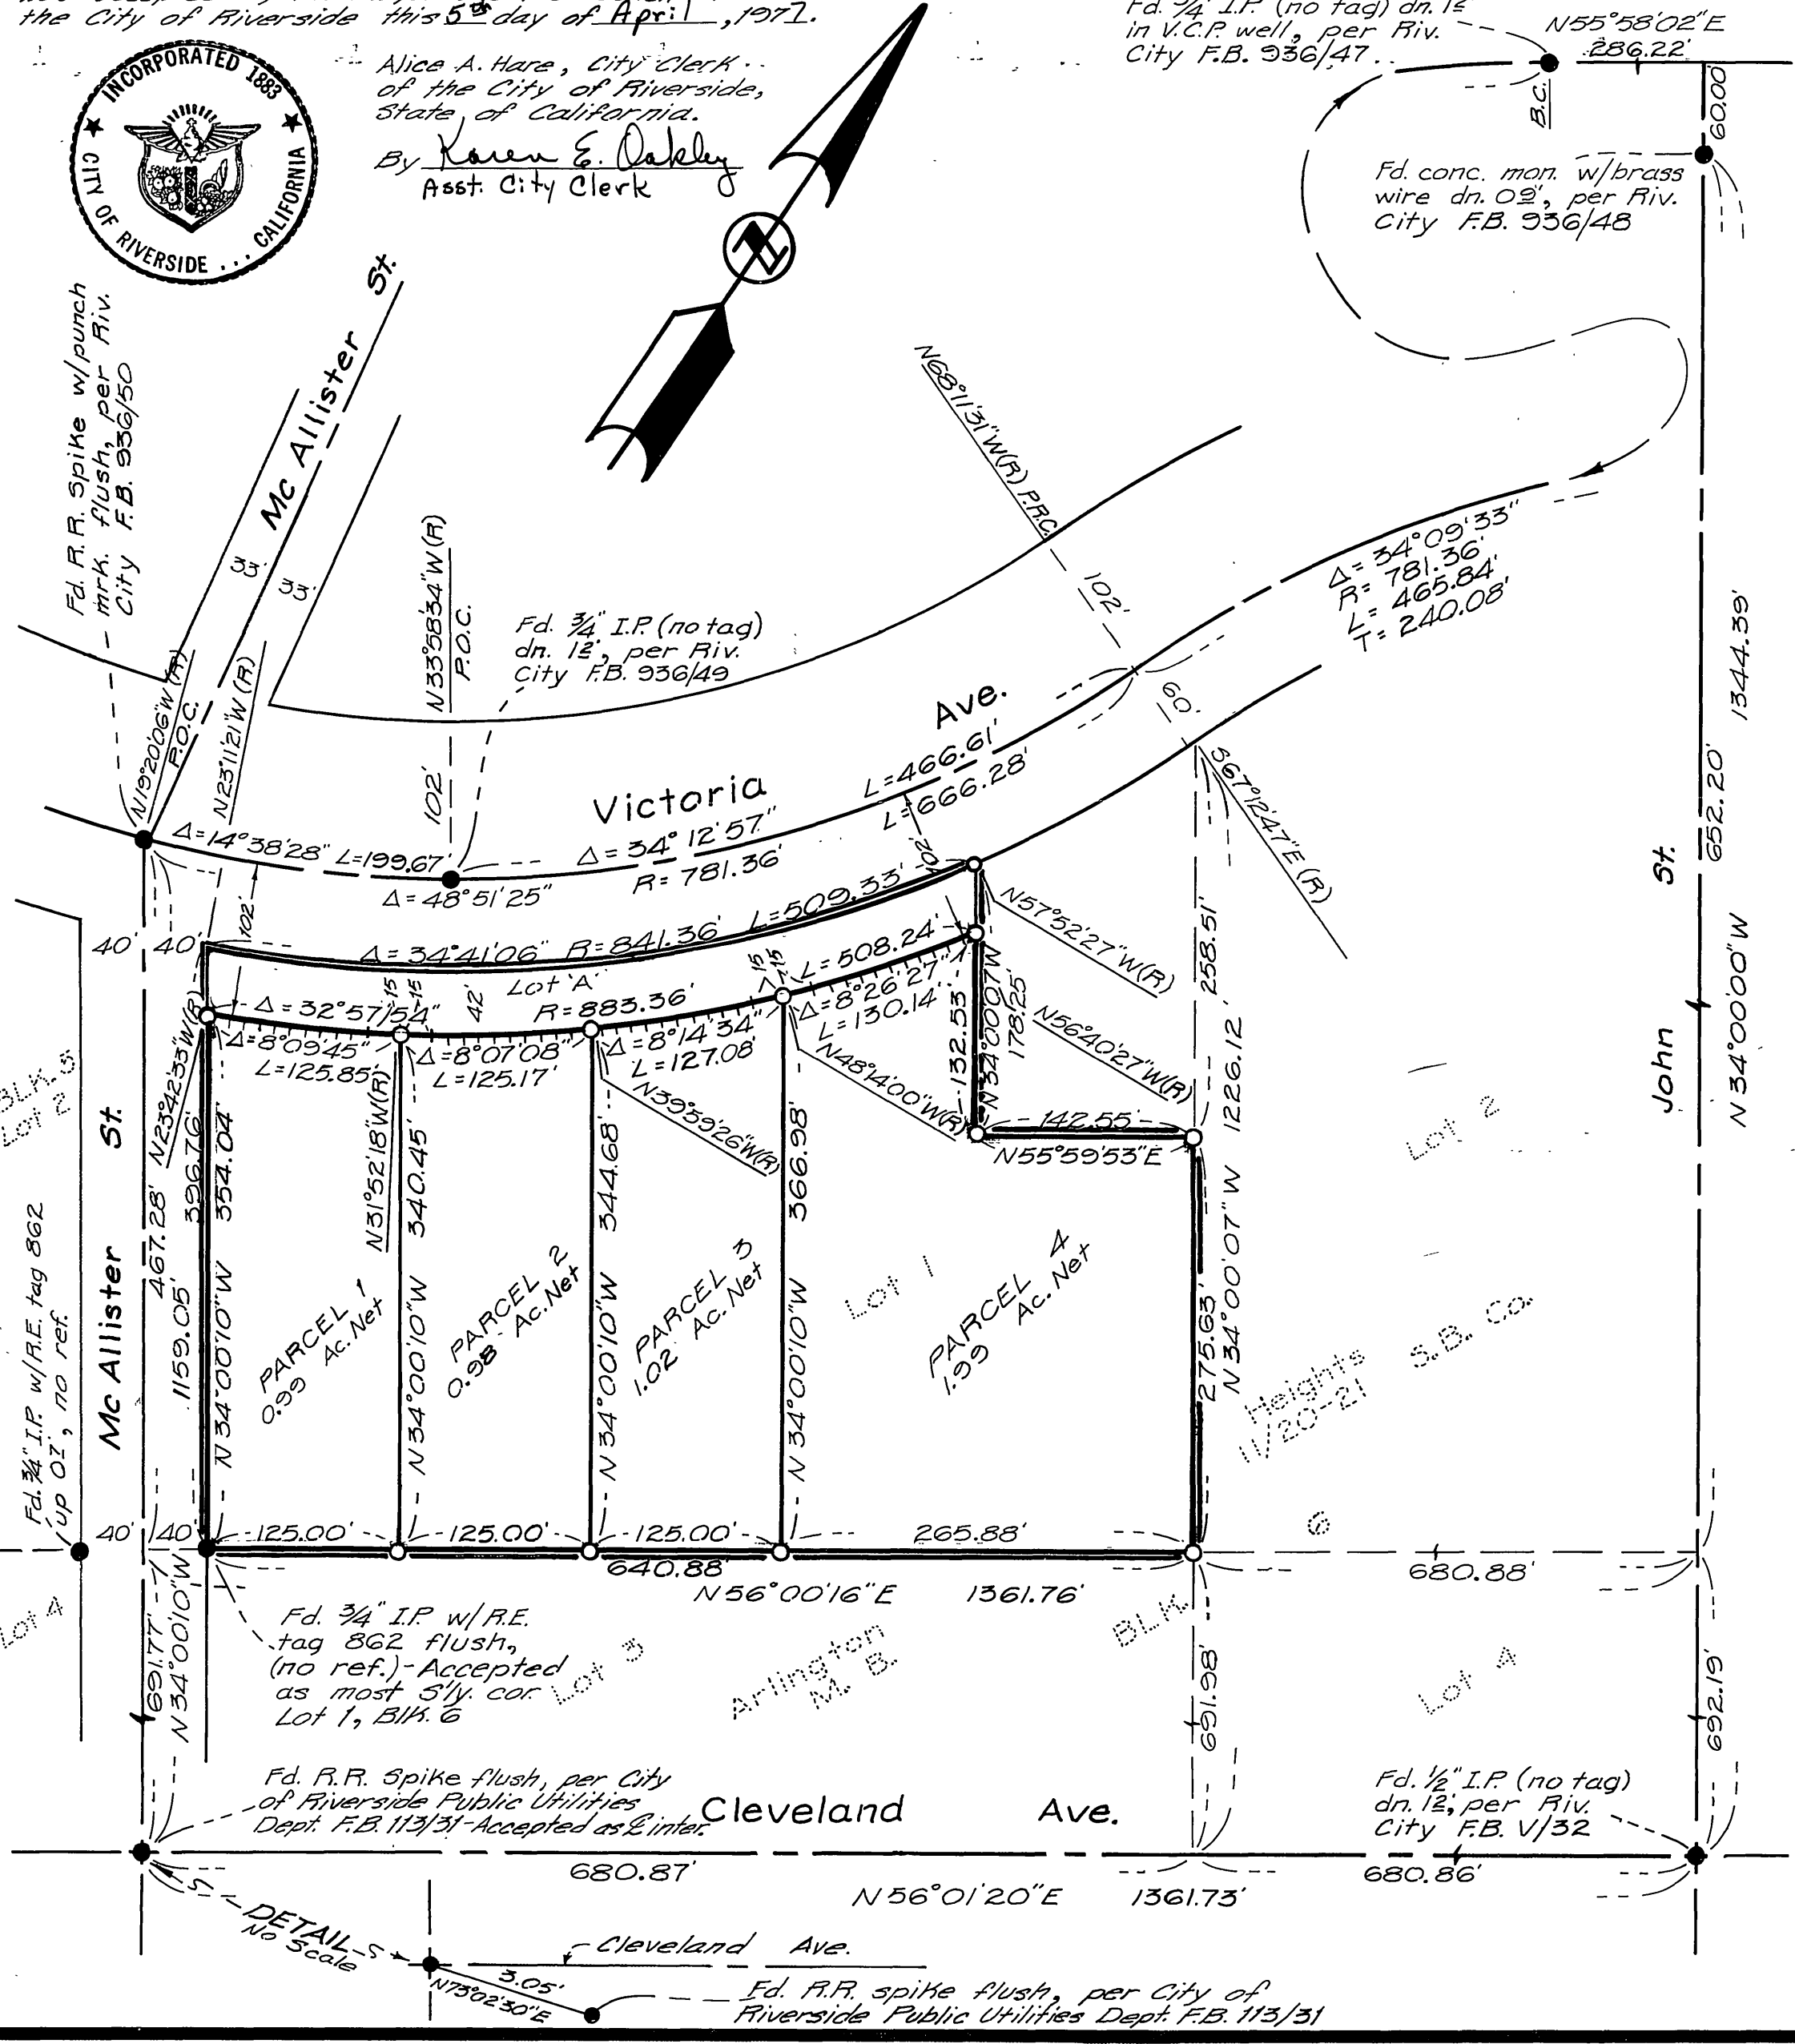 the City of Riverside this 5th day of April, 1977.
INCORPORATED 1883
CITY OF RIVERSIDE ... CALIFORNIA
Alice A. Hare, City Clerk
of the City of Riverside,
State of California.
By Karen E. Oakley
Asst. City Clerk
Fd. 3/4" I.P. (no tag) dn. 1.2'
in V.C.P. well, per Riv.
City F.B. 936/47
N55°58'02"E
286.22'
B.C.
60.00'
Fd. conc. mon. w/brass
wire dn. 0.9', per Riv.
City F.B. 936/48
Fd. R.R. Spike w/punch
mrk. flush, per Riv.
City F.B. 936/50
Mc Allister St.
33' 33'
N33°58'34"W(R)
P.O.C.
Fd. 3/4" I.P. (no tag)
dn. 1.2', per Riv.
City F.B. 936/49
N68°11'31"W(R) P.R.C.
102'
60'
Δ=34°09'33"
R=781.36'
L=465.84'
T=240.08'
N19°20'06"W(R)
P.O.C.
N23°11'21"W(R)
102'
Victoria Ave.
L=466.61'
L=666.28'
S67°12'47"E(R)
Δ=14°38'28" L=199.67'
Δ=34°12'57"
R=781.36'
Δ=48°51'25"
102'
102'
40' 40'
Δ=34°41'06" R=841.36' L=509.33'
Lot 'A'
N57°52'27"W(R)
258.51'
Δ=32°57'54"
15 15
42'
R=883.36'
15 15
L=508.24'
Δ=8°09'45"
L=125.85'
Δ=8°07'08"
L=125.17'
Δ=8°14'34"
L=127.08'
Δ=8°26'27"
L=130.14'
132.53'
N34°00'07"W
178.25'
N56°40'27"W(R)
N48°14'00"W(R)
N39°59'26"W(R)
N31°52'18"W(R)
N23°42'33"W(R)
142.55'
N55°59'53"E
1226.12'
N34°00'07"W
275.63'
John St.
N34°00'00"W
652.20'
1344.39'
BLK. 5
Lot 2
Mc Allister St.
467.28'
1159.05'
396.76'
354.04'
N34°00'10"W
340.45'
N34°00'10"W
344.68'
N34°00'10"W
366.98'
N34°00'10"W
PARCEL 1
0.99 Ac. Net
PARCEL 2
0.98 Ac. Net
PARCEL 3
1.02 Ac. Net
Lot 1
PARCEL 4
1.99 Ac. Net
Lot 2
Heights
11/20-21
S.B. Co.
Fd. 3/4" I.P. w/R.E. tag 862
up 0.1', no ref.
40' 40'
125.00' 125.00' 125.00' 265.88'
640.88'
N56°00'16"E 1361.76'
680.88'
6
BLK.
Lot 4
691.77'
N34°00'10"W
Fd. 3/4" I.P. w/R.E.
tag 862 flush,
(no ref.)-Accepted
as most S'ly. cor.
Lot 1, Blk. 6
Lot 3
Arlington
M. B.
691.98'
Lot 4
692.19'
Fd. R.R. Spike flush, per City
of Riverside Public Utilities
Dept. F.B. 113/31-Accepted as ℄ inter.
Cleveland Ave.
Fd. 1/2" I.P. (no tag)
dn. 1.2', per Riv.
City F.B. V/32
680.87'
680.86'
N56°01'20"E 1361.73'
DETAIL
No Scale
Cleveland Ave.
3.05'
N73°02'30"E
Fd. R.R. spike flush, per City of
Riverside Public Utilities Dept. F.B. 113/31